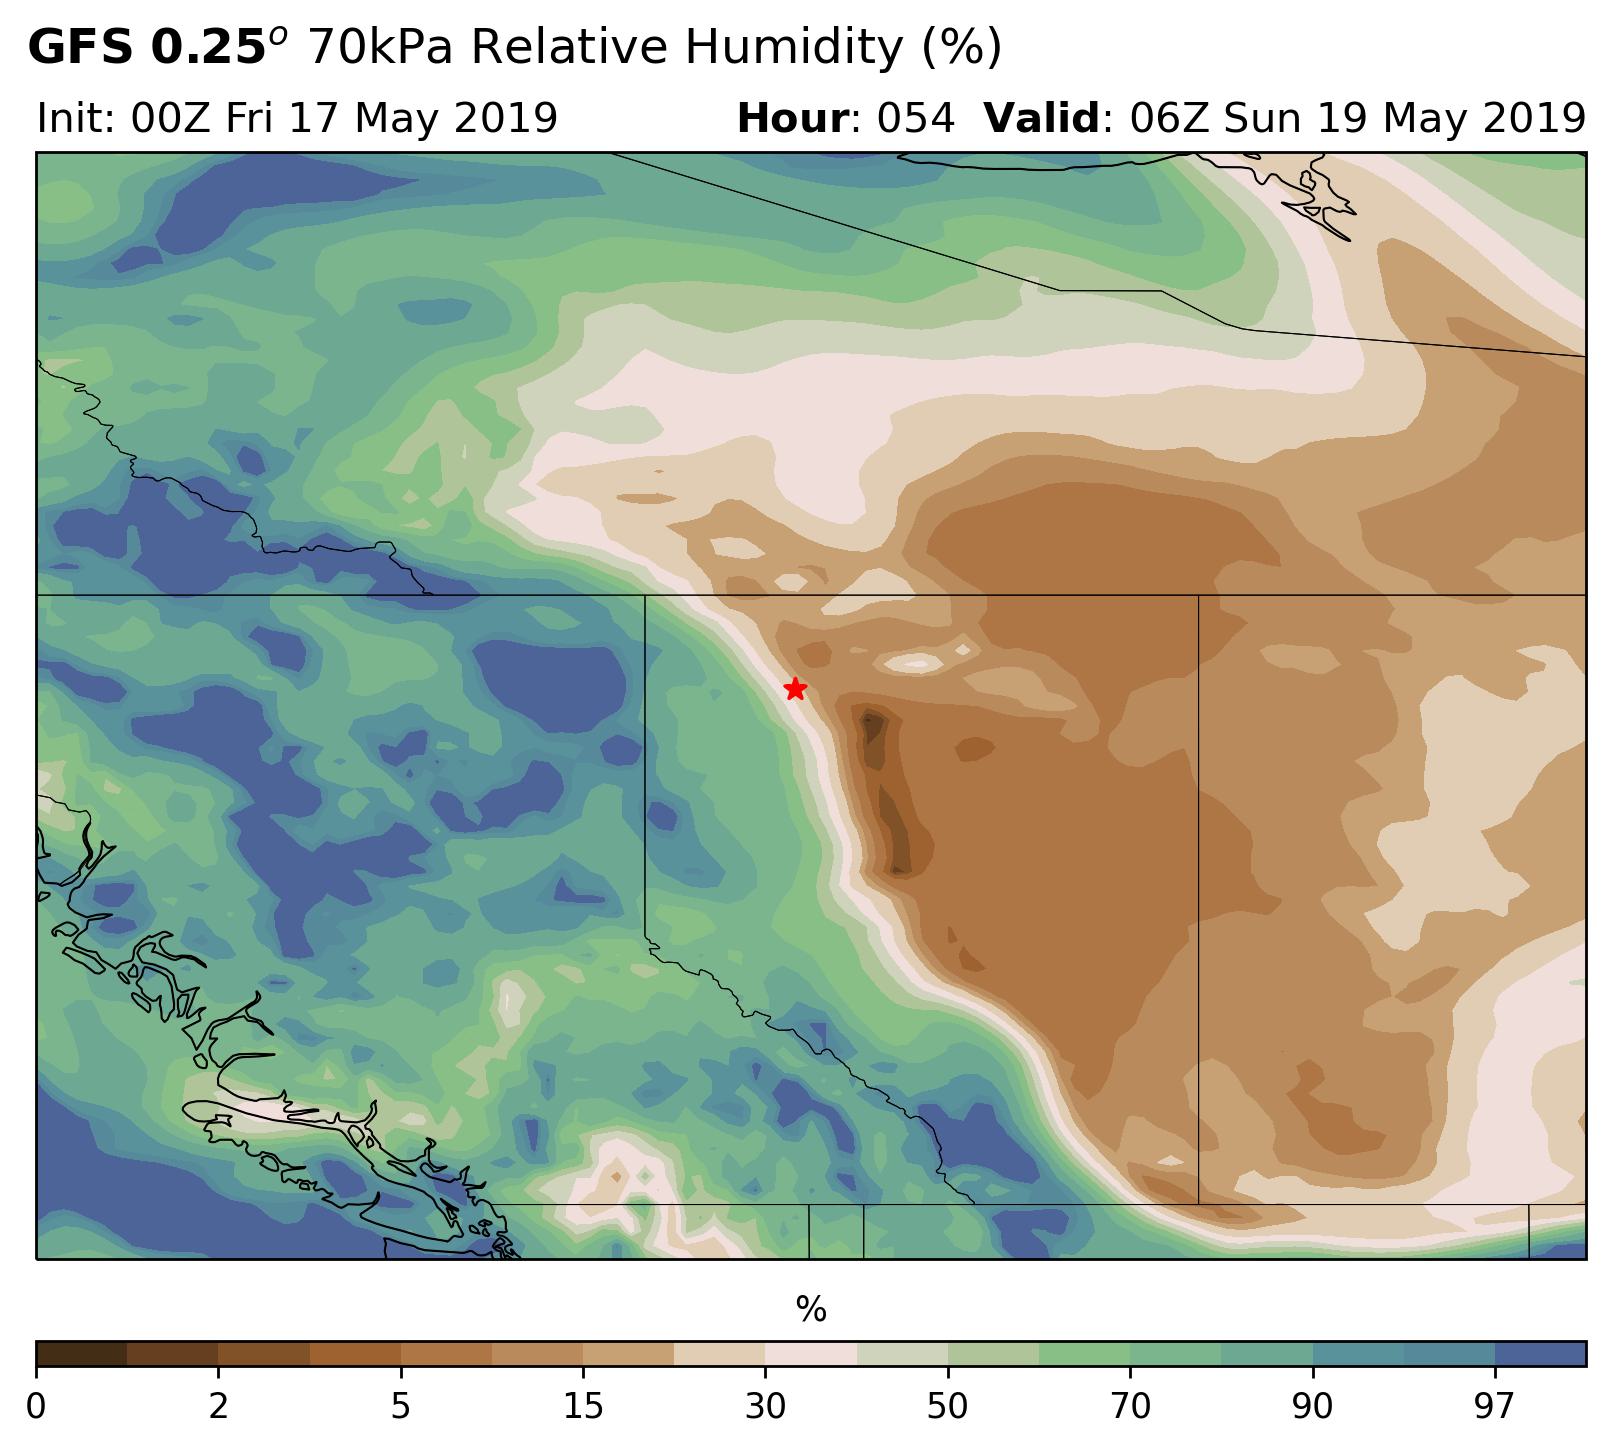 GFS 0.25° 70kPa Relative Humidity (%)
Init: 00Z Fri 17 May 2019 Hour: 054 Valid: 06Z Sun 19 May 2019
%
0 2 5 15 30 50 70 90 97